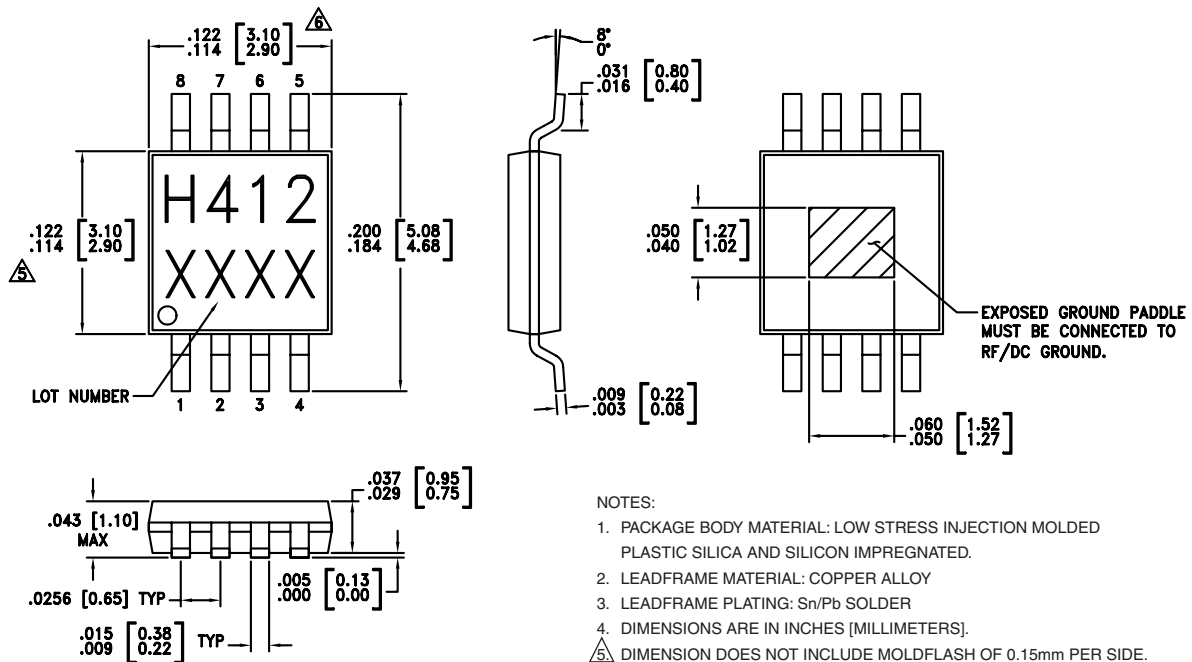 .122 [3.10]
.114 [2.90]
6
8 7 6 5
H412
XXXX
.122 [3.10]
.114 [2.90]
5
.200 [5.08]
.184 [4.68]
LOT NUMBER
1 2 3 4
8°
0°
.031 [0.80]
.016 [0.40]
.009 [0.22]
.003 [0.08]
.050 [1.27]
.040 [1.02]
EXPOSED GROUND PADDLE
MUST BE CONNECTED TO
RF/DC GROUND.
.060 [1.52]
.050 [1.27]
.043 [1.10]
MAX
.037 [0.95]
.029 [0.75]
.005 [0.13]
.000 [0.00]
.0256 [0.65] TYP
.015 [0.38]
.009 [0.22] TYP
NOTES:
1. PACKAGE BODY MATERIAL: LOW STRESS INJECTION MOLDED
PLASTIC SILICA AND SILICON IMPREGNATED.
2. LEADFRAME MATERIAL: COPPER ALLOY
3. LEADFRAME PLATING: Sn/Pb SOLDER
4. DIMENSIONS ARE IN INCHES [MILLIMETERS].
5. DIMENSION DOES NOT INCLUDE MOLDFLASH OF 0.15mm PER SIDE.